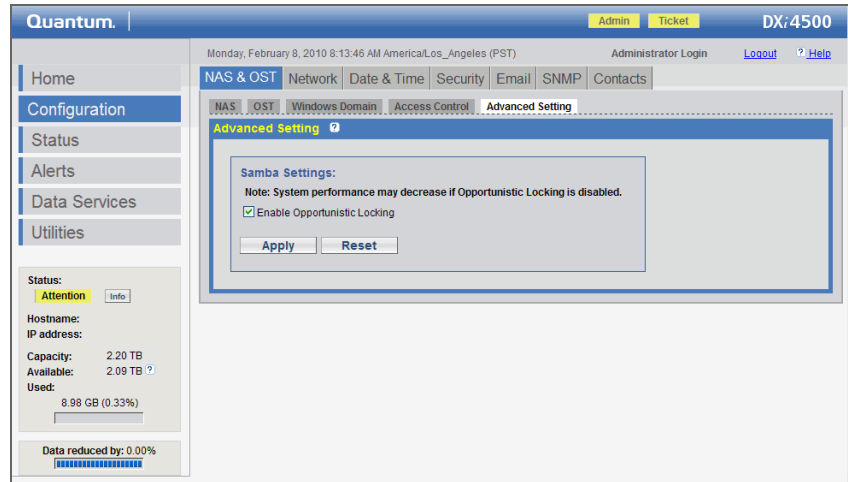 Quantum.
Admin Ticket
DXi4500
Monday, February 8, 2010 8:13:46 AM America/Los_Angeles (PST) Administrator Login Logout ? Help
Home
Configuration
Status
Alerts
Data Services
Utilities
NAS & OST Network Date & Time Security Email SNMP Contacts
NAS OST Windows Domain Access Control Advanced Setting
Advanced Setting ?
Samba Settings:
Note: System performance may decrease if Opportunistic Locking is disabled.
Enable Opportunistic Locking
Apply Reset
Status:
Attention Info
Hostname:
IP address:
Capacity: 2.20 TB
Available: 2.09 TB ?
Used:
8.98 GB (0.33%)
Data reduced by: 0.00%